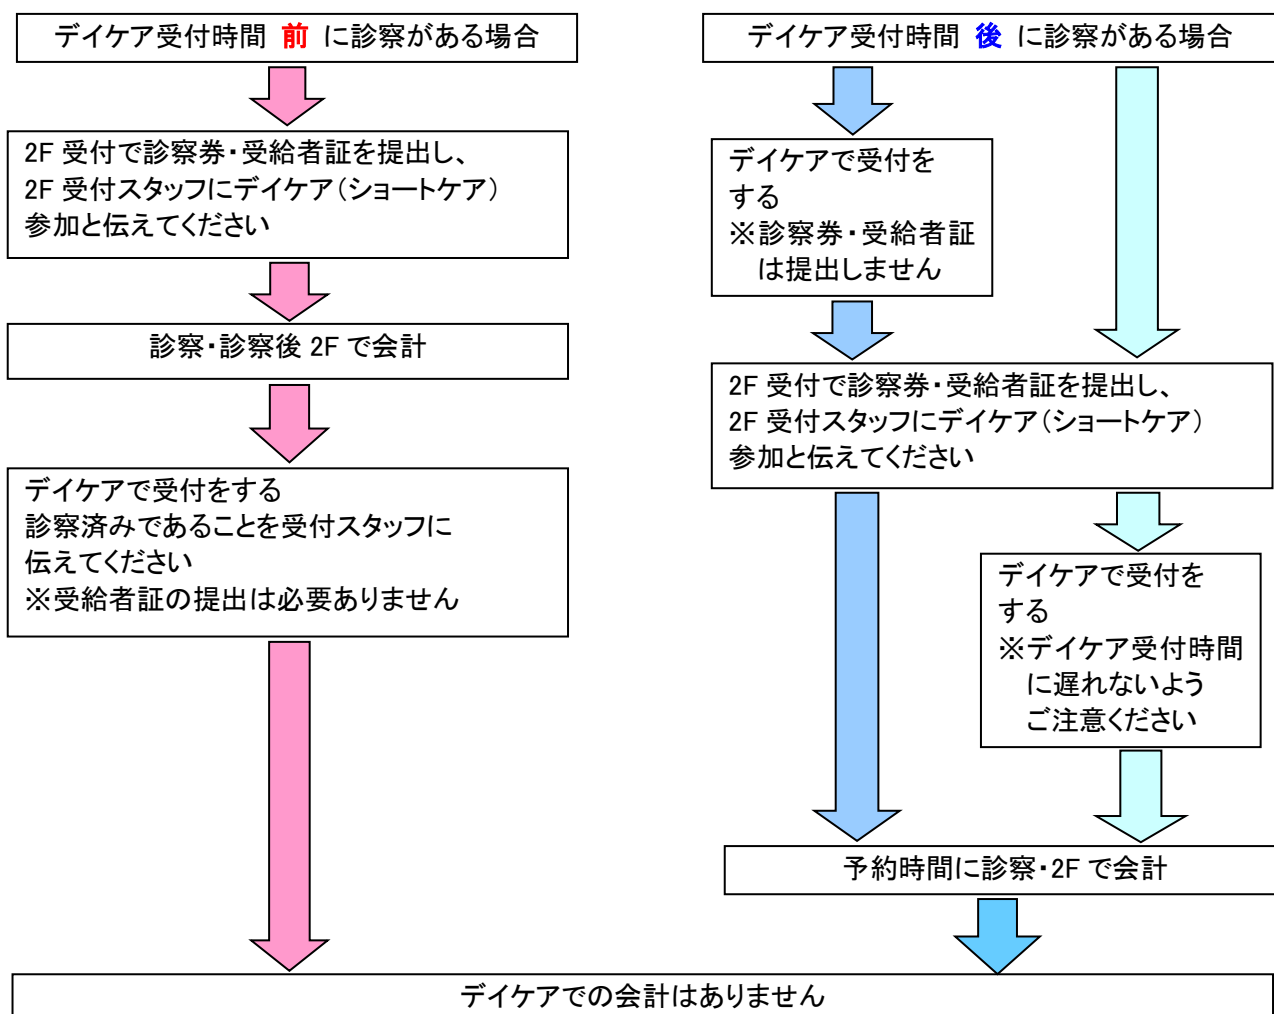 デイケア受付時間 前 に診察がある場合
2F 受付で診察券・受給者証を提出し、
2F 受付スタッフにデイケア(ショートケア)
参加と伝えてください
診察・診察後 2F で会計
デイケアで受付をする
診察済みであることを受付スタッフに
伝えてください
※受給者証の提出は必要ありません
デイケア受付時間 後 に診察がある場合
デイケアで受付を
する
※診察券・受給者証
は提出しません
2F 受付で診察券・受給者証を提出し、
2F 受付スタッフにデイケア(ショートケア)
参加と伝えてください
デイケアで受付を
する
※デイケア受付時間
に遅れないよう
ご注意ください
予約時間に診察・2F で会計
デイケアでの会計はありません